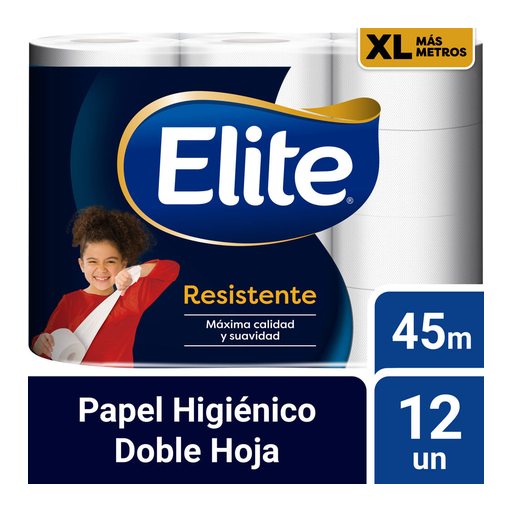 XL MÁS
METROS
Elite®
Resistente
Máxima calidad
y suavidad
45m
Papel Higiénico
Doble Hoja
12
un